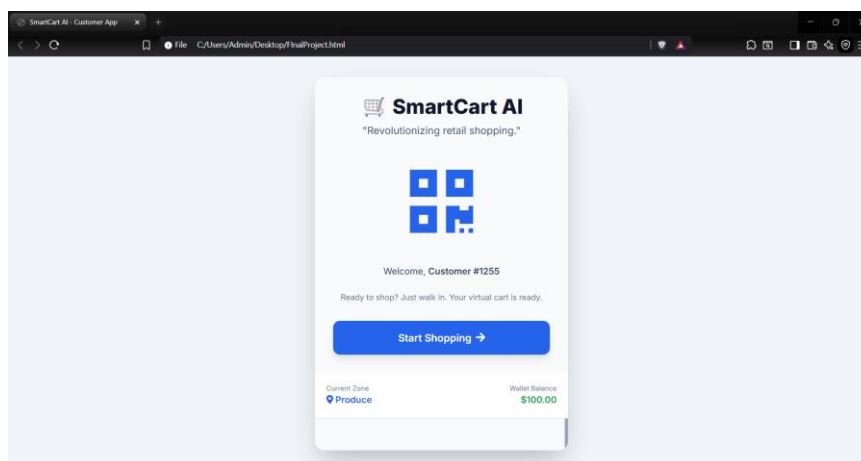 SmartCart AI - Customer App
File C:/Users/Admin/Desktop/FinalProject.html
SmartCart AI
"Revolutionizing retail shopping."
Welcome, Customer #1255
Ready to shop? Just walk in. Your virtual cart is ready.
Start Shopping →
Current Zone
Wallet Balance
Produce
$100.00